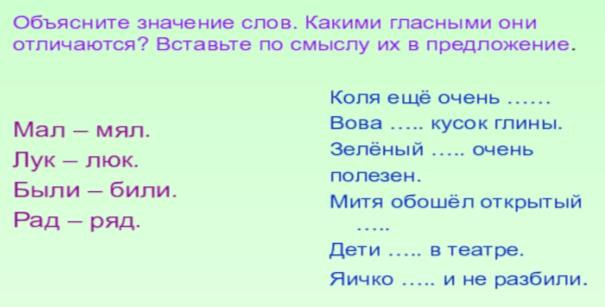 Объясните значение слов. Какими гласными они
отличаются? Вставьте по смыслу их в предложение.
Мал – мял.
Лук – люк.
Были – били.
Рад – ряд.
Коля ещё очень ……
Вова ….. кусок глины.
Зелёный ….. очень
полезен.
Митя обошёл открытый
…..
Дети ….. в театре.
Яичко ….. и не разбили.